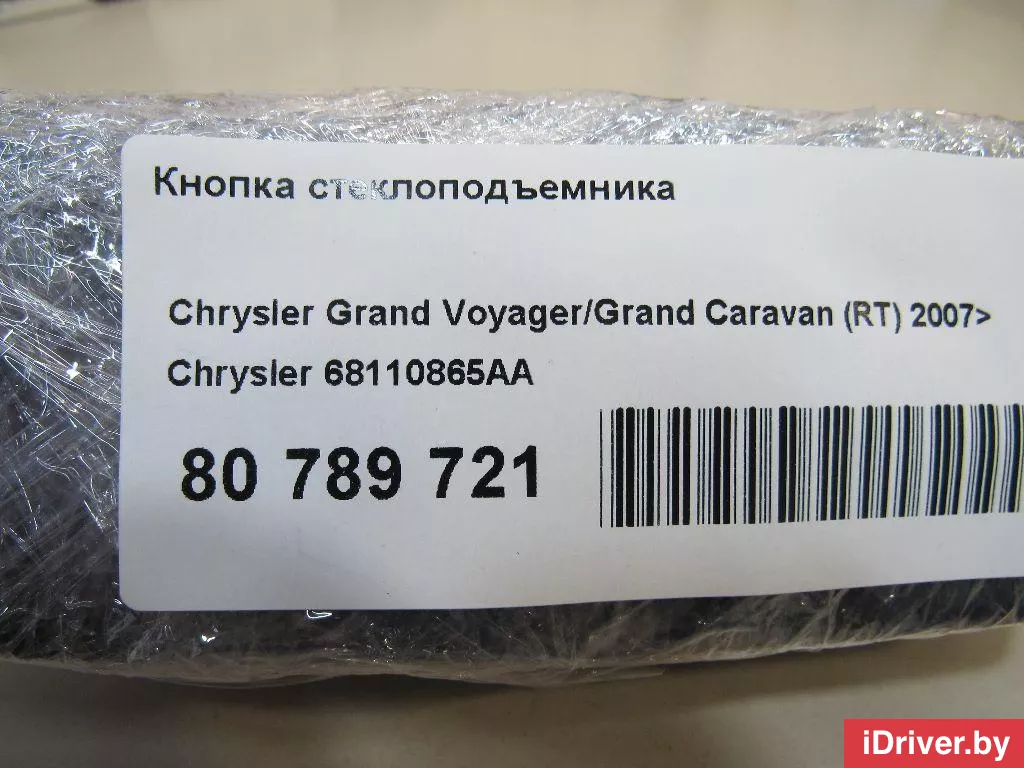 Кнопка стеклоподъемника
Chrysler Grand Voyager/Grand Caravan (RT) 2007>
Chrysler 68110865AA
80 789 721
iDriver.by